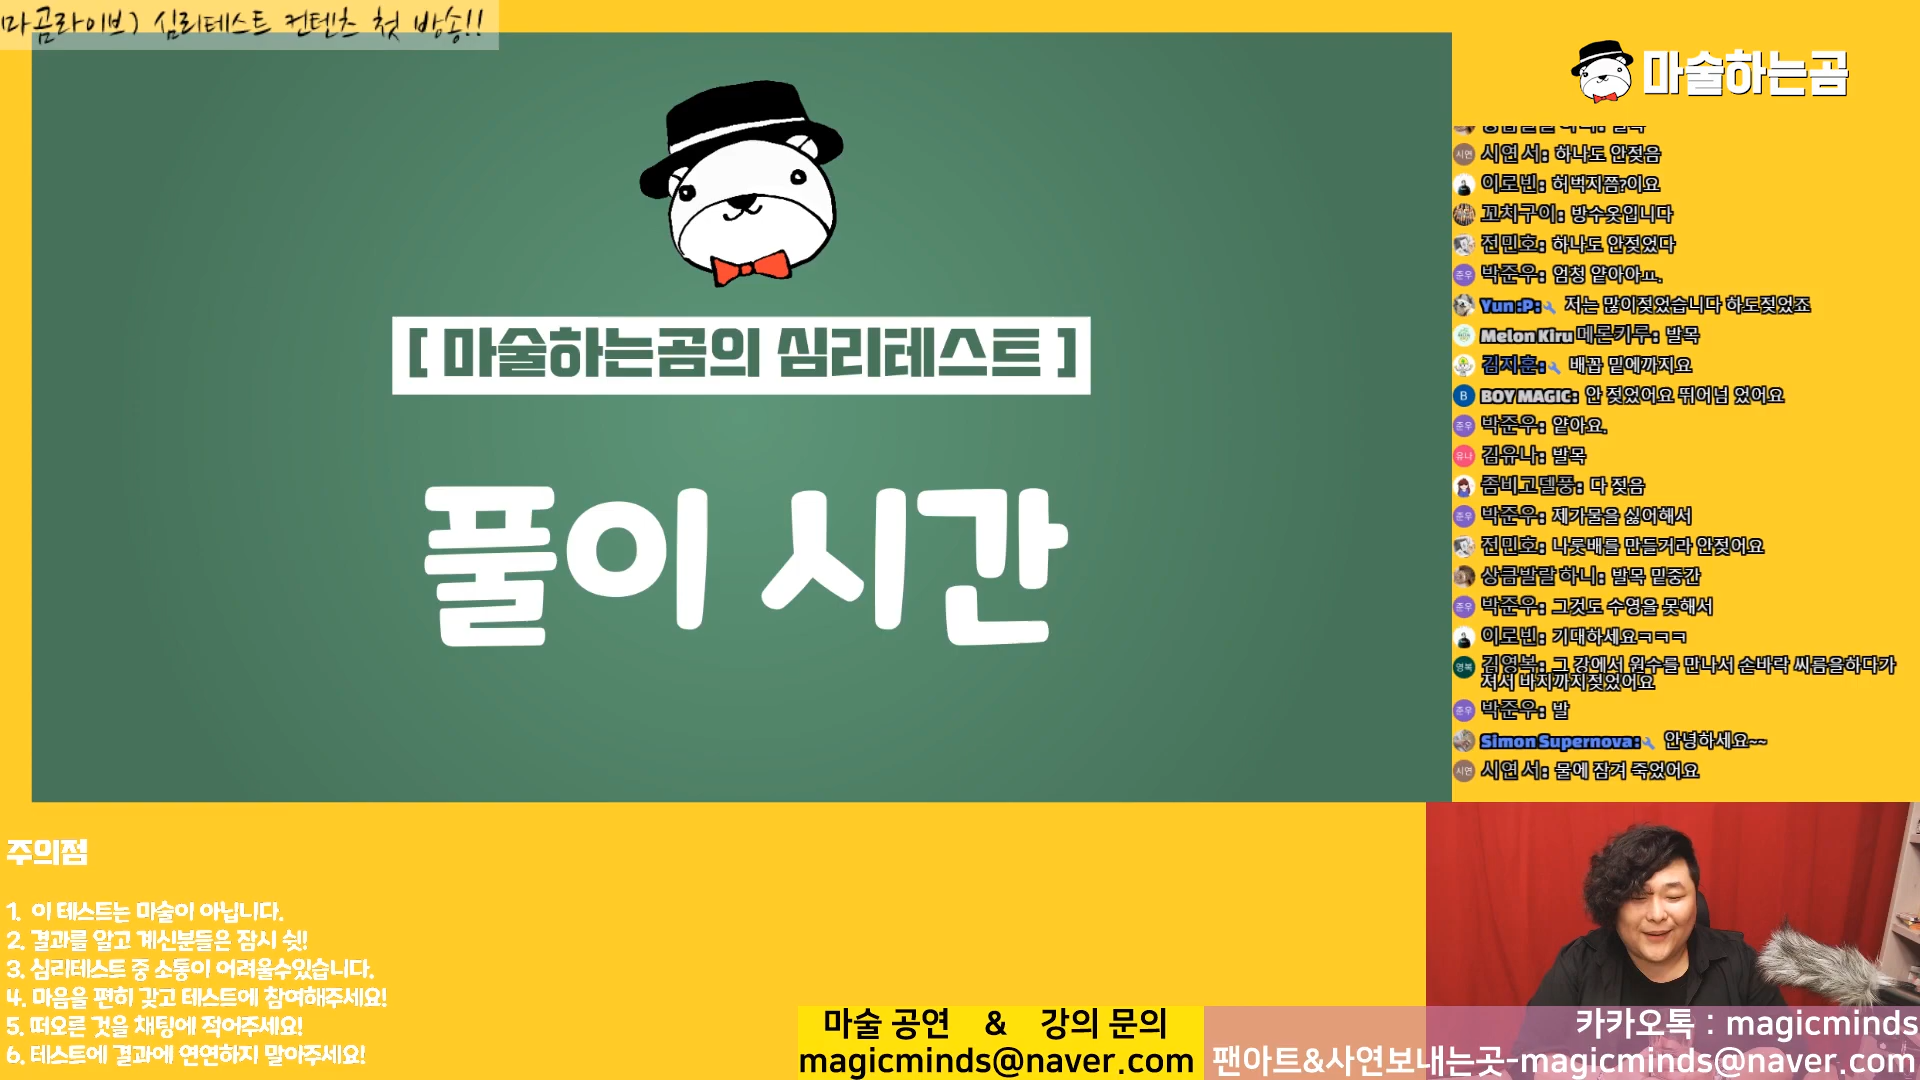 마곰라이브) 심리테스트 컨텐츠 첫 방송!!
마술하는곰
[ 마술하는곰의 심리테스트 ]
풀이 시간
시연 서: 하나도 안젖음
이로빈: 허벅지쯤?이요
꼬치구이: 방수옷입니다
전민호: 하나도 안젖었다
박준우: 엄청 얕아아ㅛ.
Yun :P: 저는 많이젖었습니다 하도젖었죠
Melon Kiru 메론키루: 발목
김지훈: 배꼽 밑에까지요
BOY MAGIC: 안 젖었어요 뛰어넘 었어요
박준우: 얕아요.
김유나: 발목
좀비고델풍: 다 젖음
박준우: 제가물을 싫어해서
전민호: 나룻배를 만들거라 안젖어요
상큼발랄 하니: 발목 밑중간
박준우: 그것도 수영을 못해서
이로빈: 기대하세요ㅋㅋㅋ
김영복: 그 강에서 원수를 만나서 손바락 씨름을하다가
저서 바지까지젖었어요
박준우: 발
Simon Supernova: 안녕하세요~~
시연 서: 물에 잠겨 죽었어요
주의점
1. 이 테스트는 마술이 아닙니다.
2. 결과를 알고 계신분들은 잠시 쉿!
3. 심리테스트 중 소통이 어려울수있습니다.
4. 마음을 편히 갖고 테스트에 참여해주세요!
5. 떠오른 것을 채팅에 적어주세요!
6. 테스트에 결과에 연연하지 말아주세요!
마술 공연 & 강의 문의
magicminds@naver.com
카카오톡 : magicminds
팬아트&사연보내는곳-magicminds@naver.com